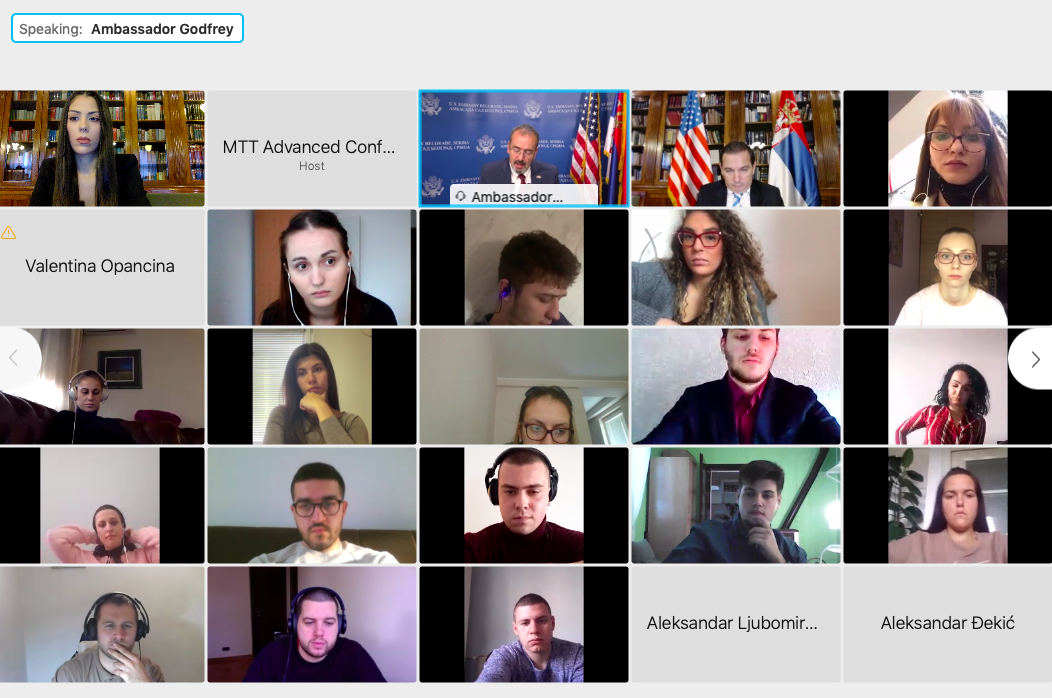 Speaking: Ambassador Godfrey
MTT Advanced Conf...
Host
U.S. EMBASSY BELGRADE, SERBIA
Ambassador...
Valentina Opancina
Aleksandar Ljubomir...
Aleksandar Đekić